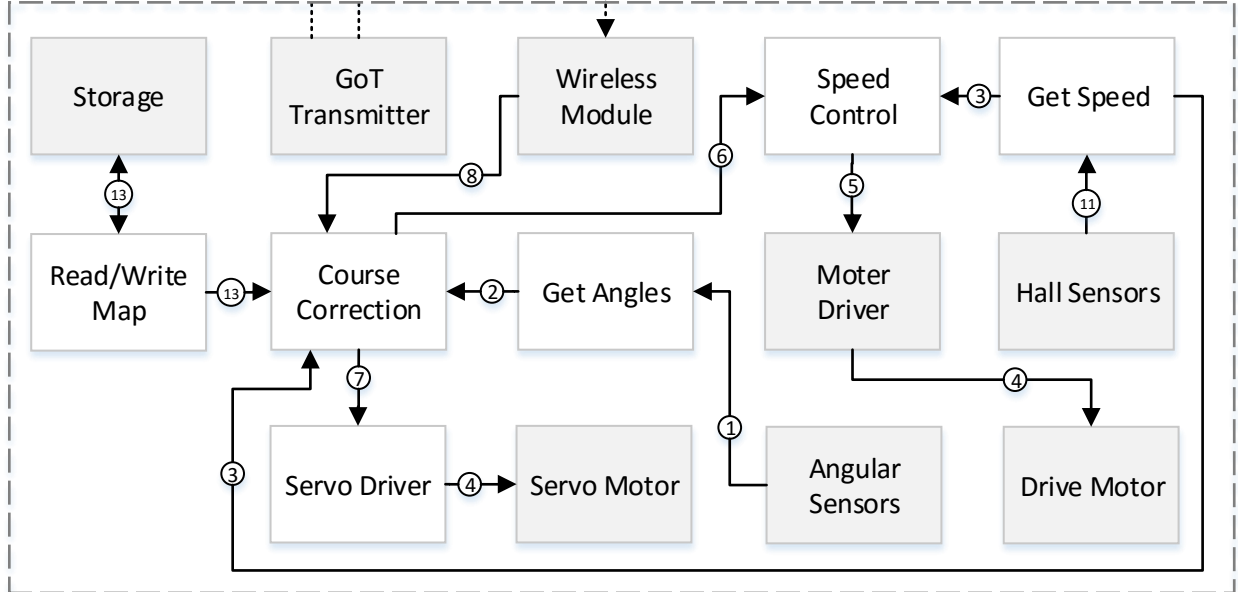 Storage
GoT
Transmitter
Wireless
Module
Speed
Control
3
Get Speed
6
8
13
5
11
Read/Write
Map
13
Course
Correction
2
Get Angles
Moter
Driver
Hall Sensors
7
4
3
Servo Driver
4
Servo Motor
1
Angular
Sensors
Drive Motor